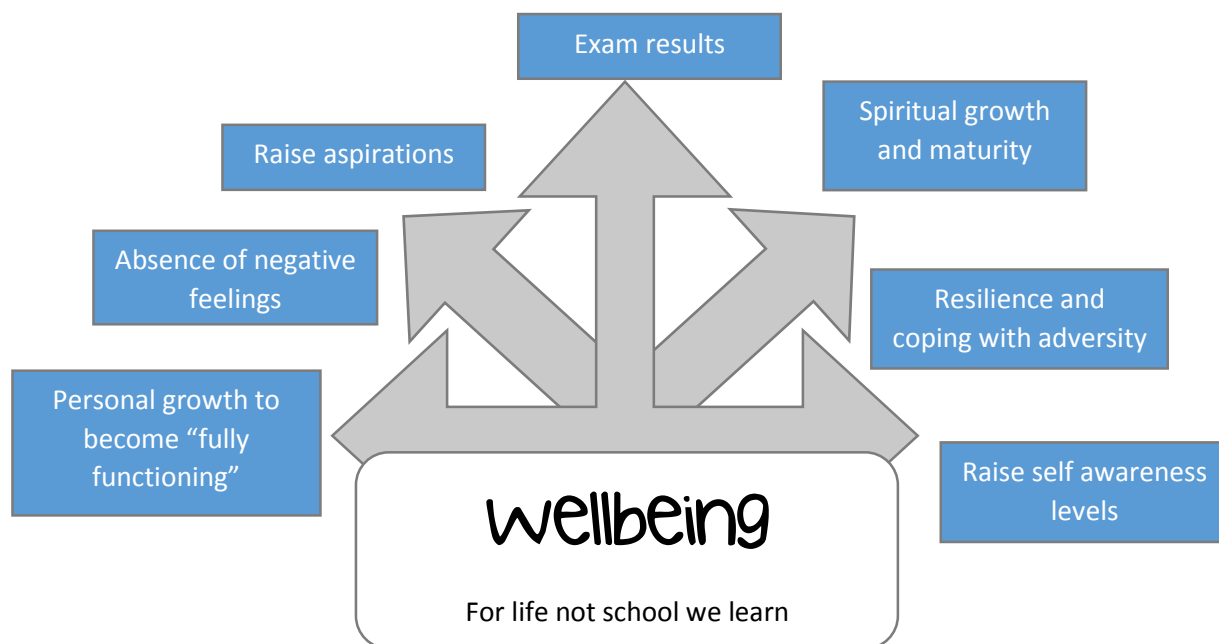 Exam results
Spiritual growth
and maturity
Raise aspirations
Absence of negative
feelings
Resilience and
coping with adversity
Personal growth to
become “fully
functioning”
Raise self awareness
levels
wellbeing
For life not school we learn